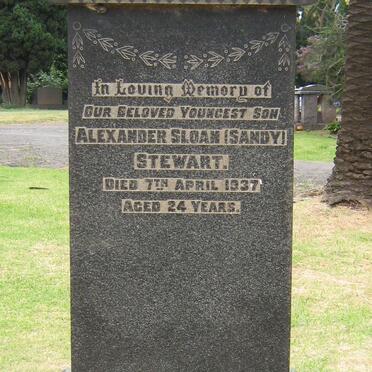 In Loving Memory of
OUR BELOVED YOUNGEST SON
ALEXANDER SLOAN (SANDY)
STEWART.
DIED 7TH APRIL 1937
AGED 24 YEARS.